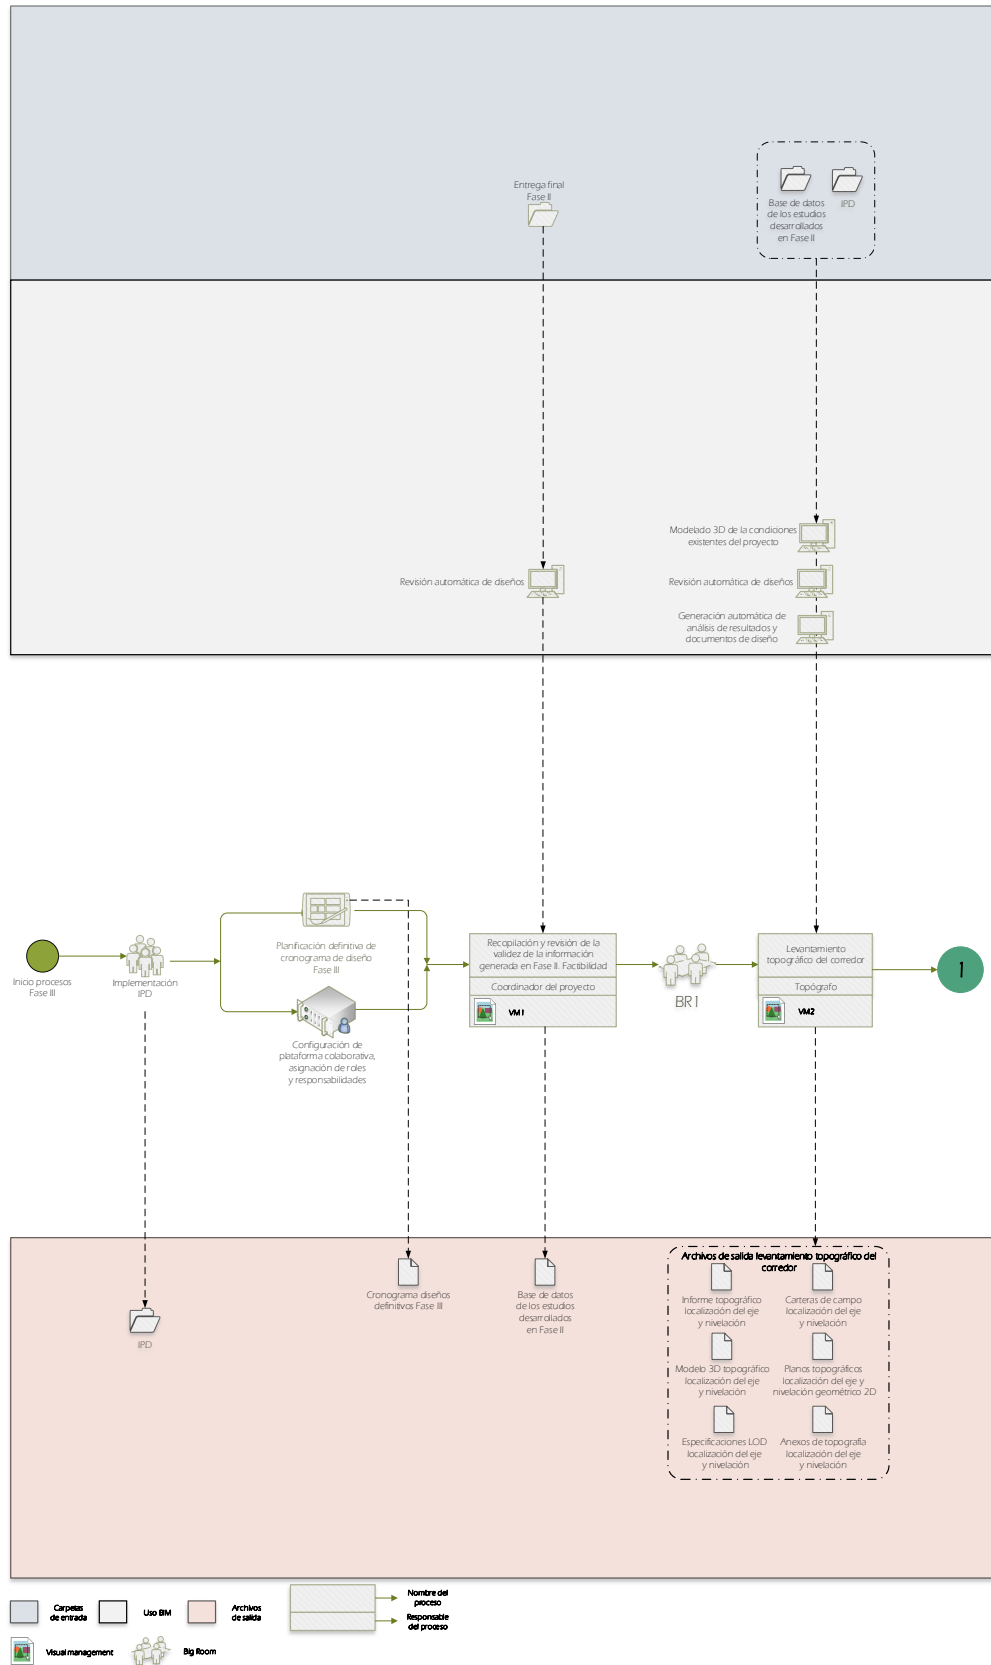 Entrega final
Fase II
Base de datos
de los estudios
desarrollados
en Fase II
IPD
Modelado 3D de la condiciones
existentes del proyecto
Revisión automática de diseños
Revisión automática de diseños
Generación automática de
análisis de resultados y
documentos de diseño
Inicio procesos
Fase III
Implementación
IPD
Planificación definitiva de
cronograma de diseño
Fase III
Configuración de
plataforma colaborativa,
asignación de roles
y responsabilidades
Recopilación y revisión de la
validez de la información
generada en Fase II. Factibilidad
Coordinador del proyecto
VM1
BR1
Levantamiento
topográfico del corredor
Topógrafo
VM2
1
IPD
Cronograma diseños
definitivos Fase III
Base de datos
de los estudios
desarrollados
en Fase II
Archivos de salida levantamiento topográfico del
corredor
Informe topográfico
localización del eje
y nivelación
Carteras de campo
localización del eje
y nivelación
Modelo 3D topográfico
localización del eje
y nivelación
Planos topográficos
localización del eje y
nivelación geométrico 2D
Especificaciones LOD
localización del eje
y nivelación
Anexos de topografía
localización del eje
y nivelación
Carpetas
de entrada
Uso BIM
Archivos
de salida
Nombre del
proceso
Responsable
del proceso
Visual management
Big Room